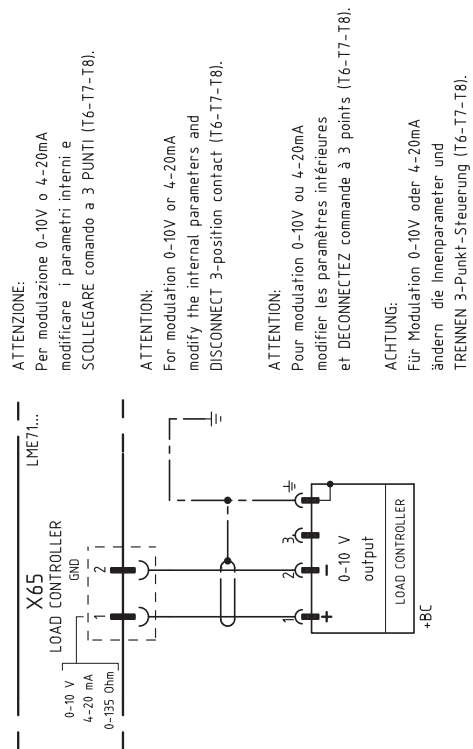 ATTENZIONE:
Per modulazione 0-10V o 4-20mA
modificare i parametri interni e
SCOLLEGARE comando a 3 PUNTI (T6-T7-T8).
ATTENTION:
For modulation 0-10V or 4-20mA
modify the internal parameters and
DISCONNECT 3-position contact (T6-T7-T8).
ATTENTION:
Pour modulation 0-10V ou 4-20mA
modifier les paramètres intérieures
et DECONNECTEZ commande à 3 points (T6-T7-T8).
ACHTUNG:
Für Modulation 0-10V oder 4-20mA
ändern die Innenparameter und
TRENNEN 3-Punkt-Steuerung (T6-T7-T8).
X65
LME71...
LOAD CONTROLLER
GND
0-10 V
4-20 mA
0-135 Ohm
1
2
1
2
3
+
-
0-10 V
output
LOAD CONTROLLER
+BC